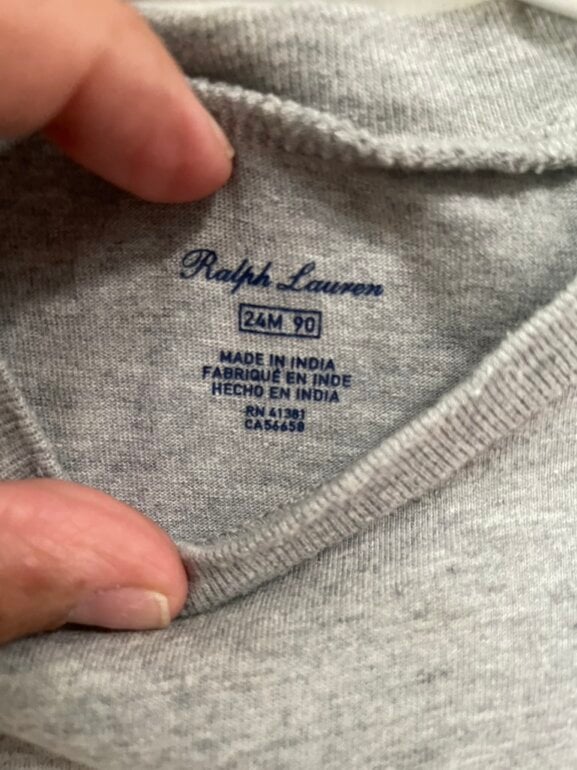 Ralph Lauren
24M 90
MADE IN INDIA
FABRIQUÉ EN INDE
HECHO EN INDIA
RN 41381
CA56658